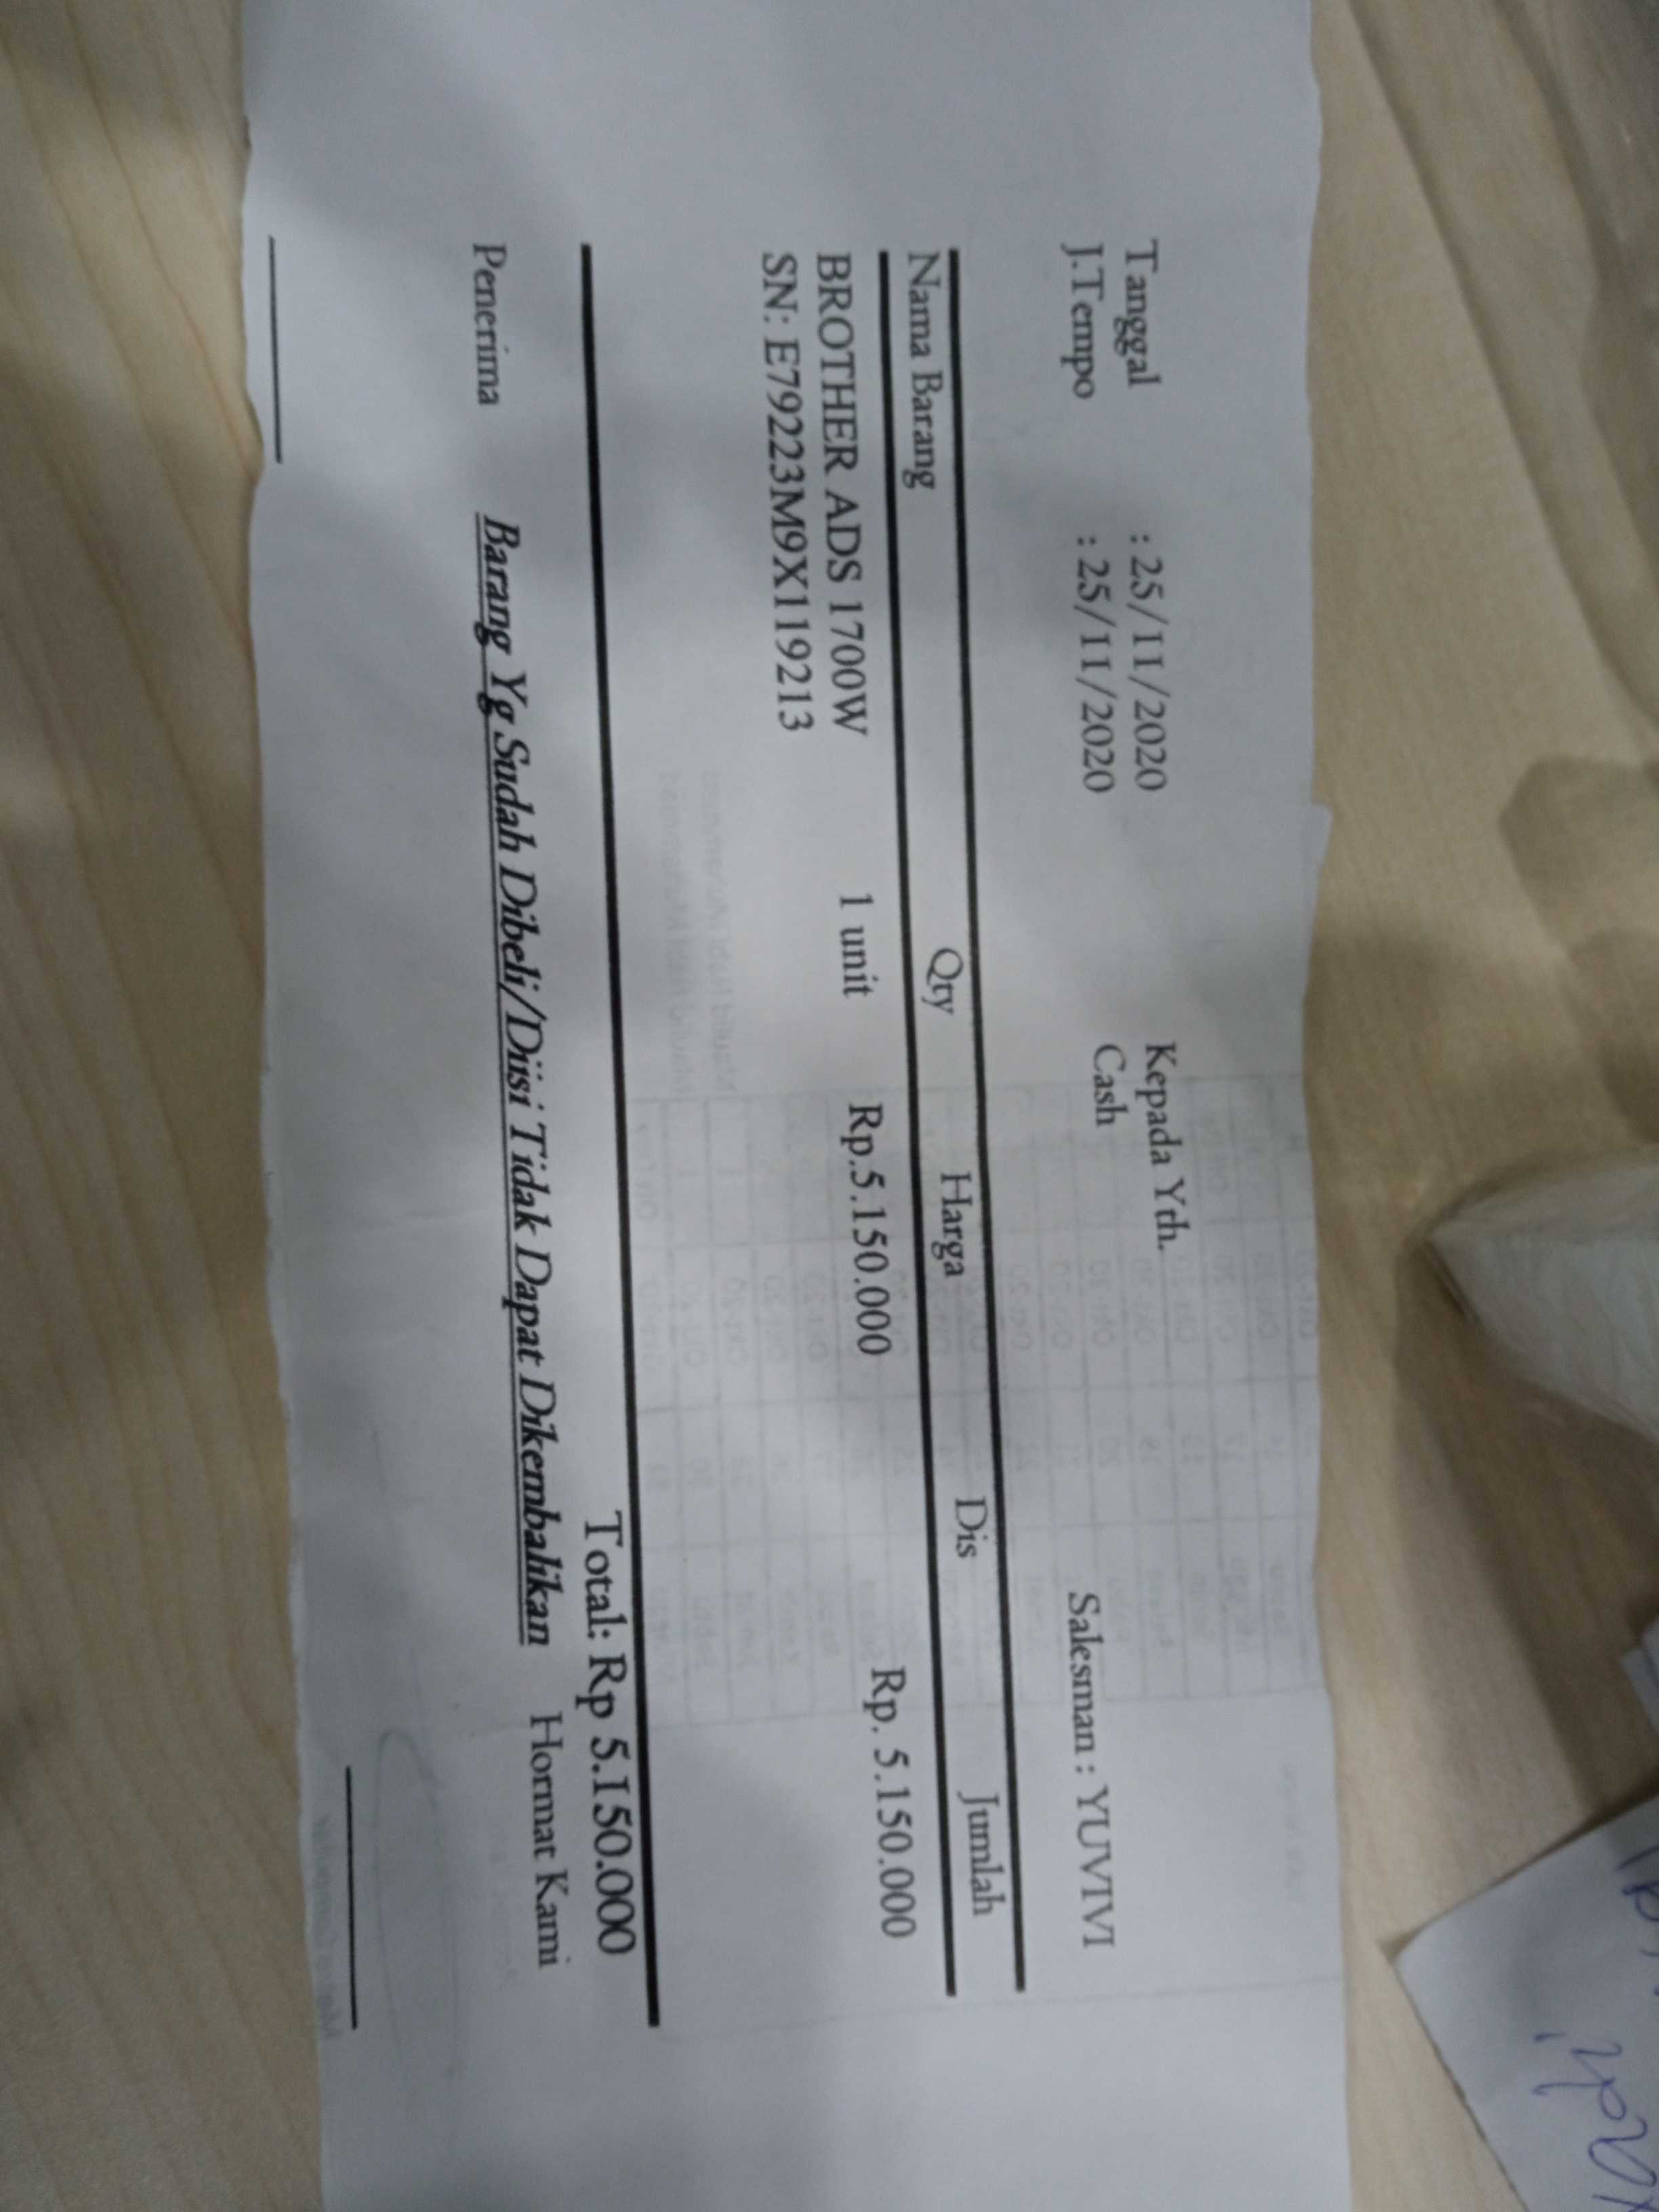 Tanggal : 25/11/2020 Kepada Yth.
J.Tempo : 25/11/2020 Cash Salesman : YUVIVI
Nama Barang Qty Harga Dis Jumlah
BROTHER ADS 1700W 1 unit Rp.5.150.000 Rp. 5.150.000
SN: E79223M9X119213
Total: Rp 5.150.000
Penerima Barang Yg Sudah Dibeli/Diisi Tidak Dapat Dikembalikan Hormat Kami